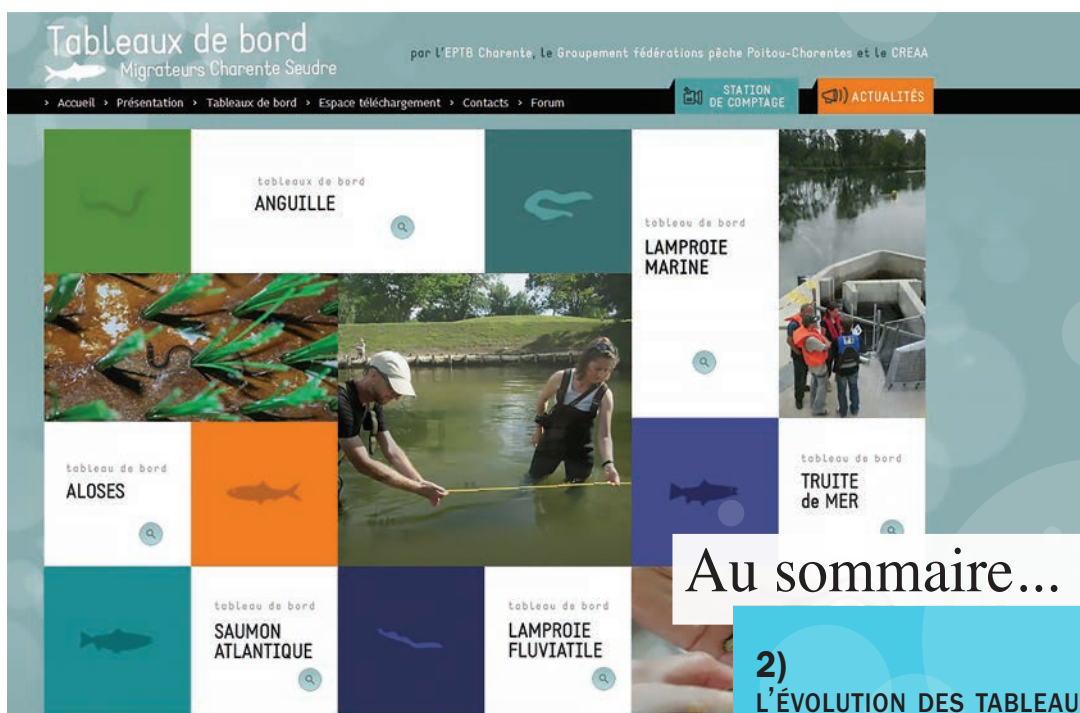 Tableaux de bord
Migrateurs Charente Seudre
par l'EPTB Charente, le Groupement fédérations pêche Poitou-Charentes et le CREAA
› Accueil › Présentation › Tableaux de bord › Espace téléchargement › Contacts › Forum
STATION
DE COMPTAGE
ACTUALITÉS
tableaux de bord
ANGUILLE
tableau de bord
LAMPROIE
MARINE
tableau de bord
ALOSES
tableau de bord
TRUITE
de MER
tableau de bord
SAUMON
ATLANTIQUE
tableau de bord
LAMPROIE
FLUVIATILE
Au sommaire...
2)
L'ÉVOLUTION DES TABLEAU